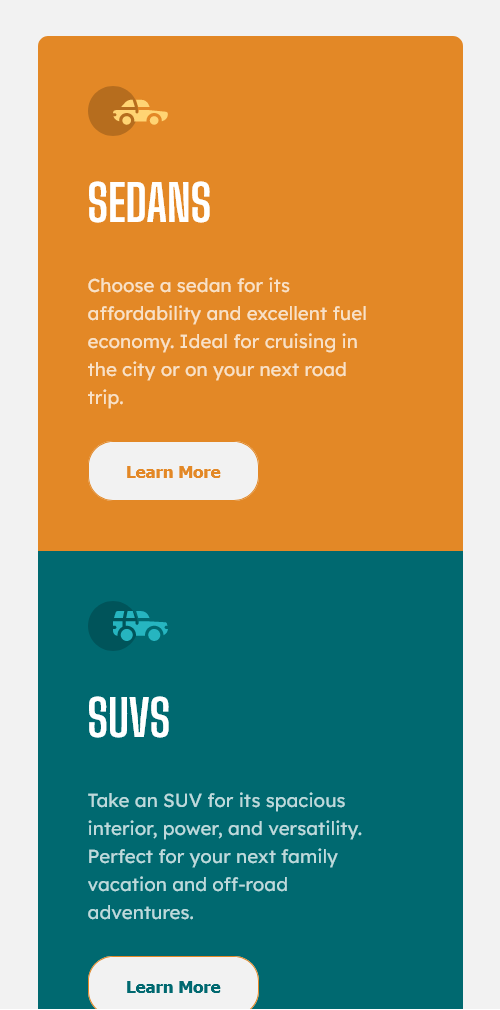 SEDANS
Choose a sedan for its
affordability and excellent fuel
economy. Ideal for cruising in
the city or on your next road
trip.
Learn More
SUVS
Take an SUV for its spacious
interior, power, and versatility.
Perfect for your next family
vacation and off-road
adventures.
Learn More